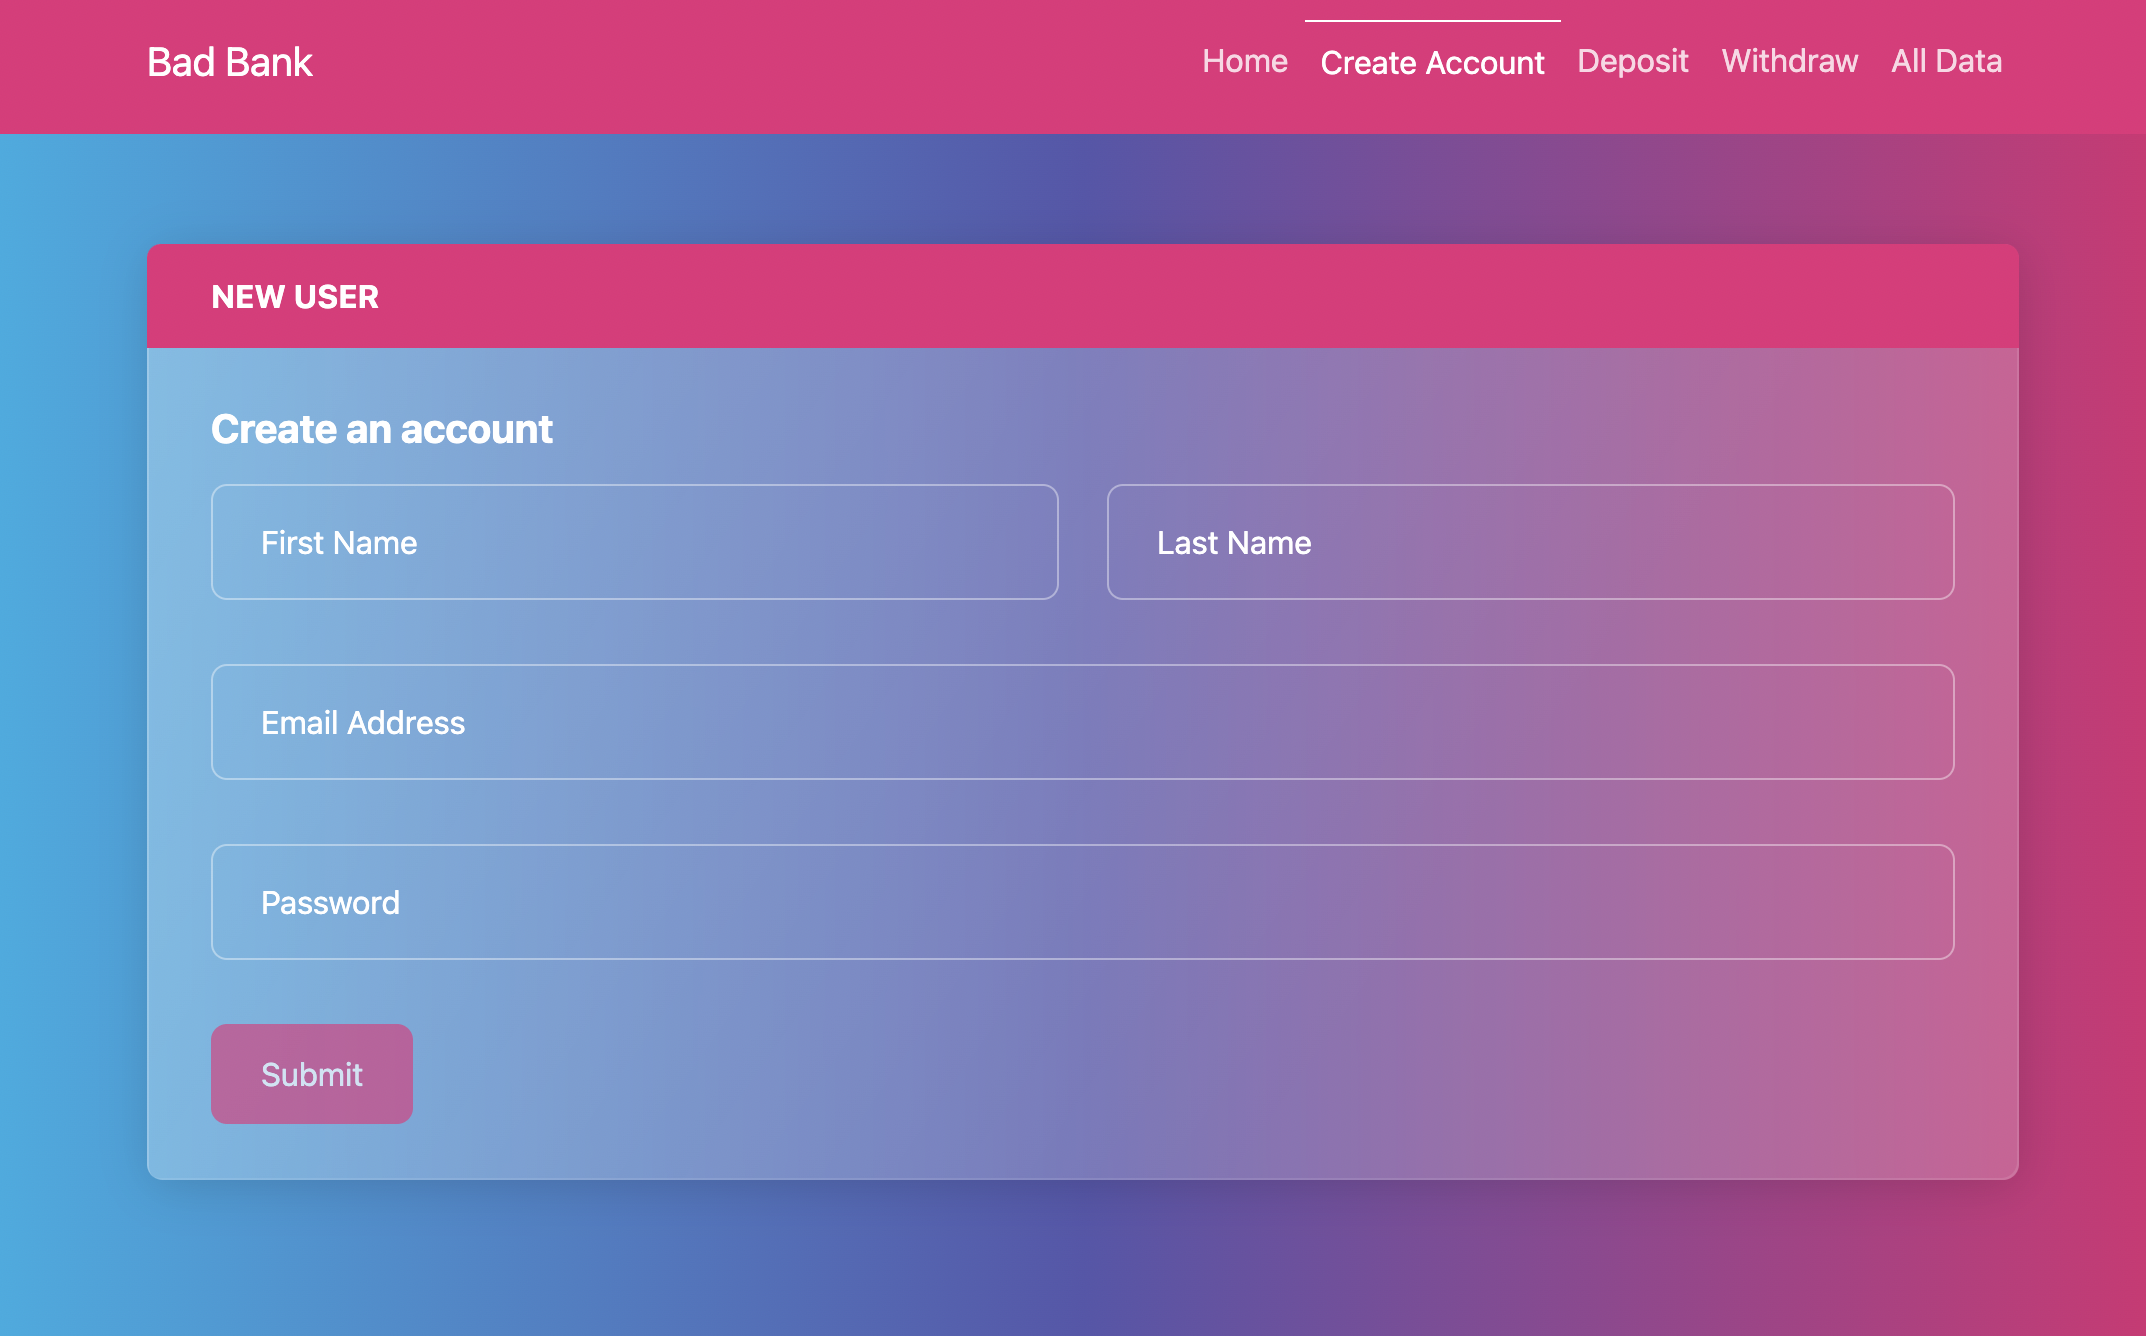 Bad Bank
Home Create Account Deposit Withdraw All Data
NEW USER
Create an account
First Name Last Name
Email Address
Password
Submit